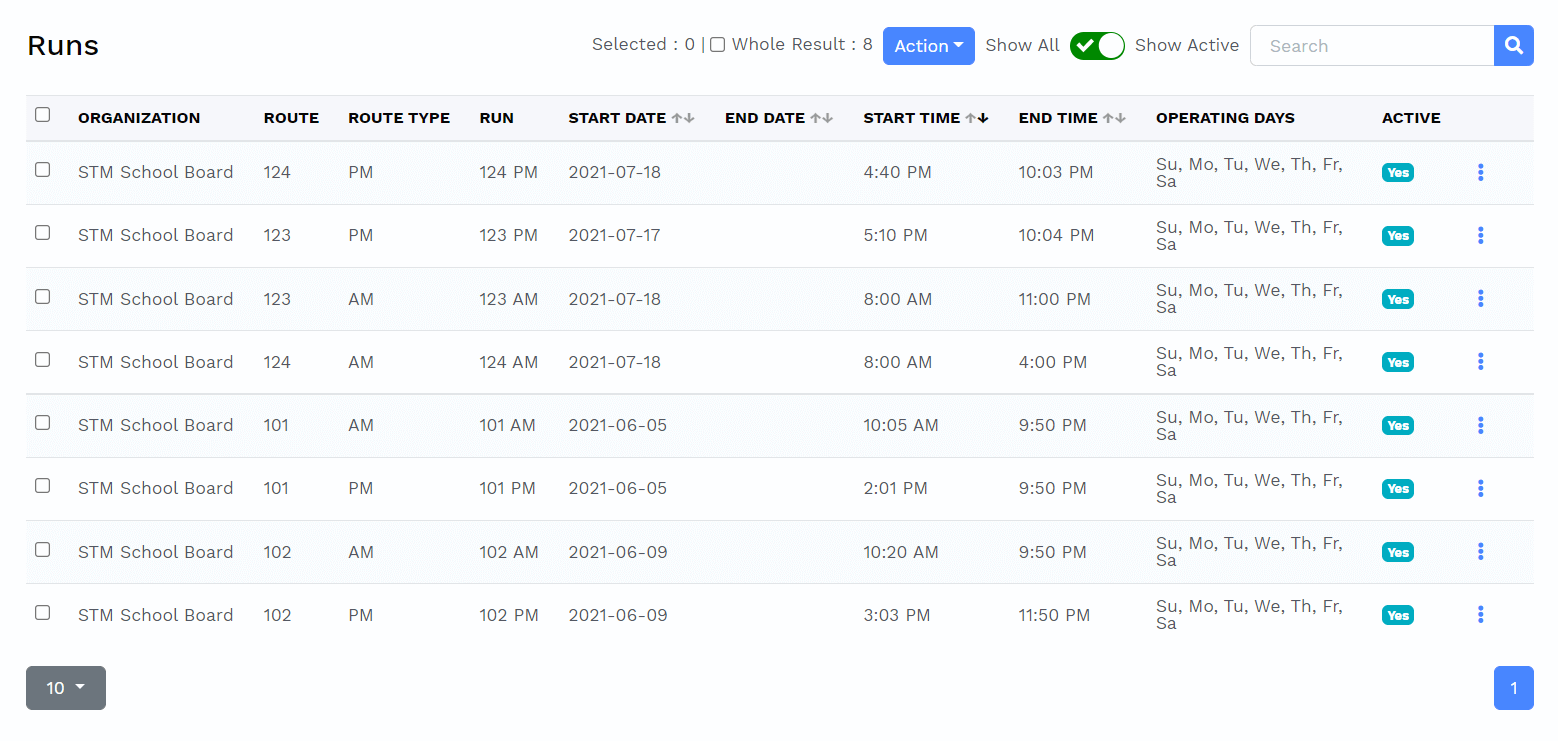 Runs
Selected : 0 | Whole Result : 8 Action Show All Show Active Search
ORGANIZATION ROUTE ROUTE TYPE RUN START DATE END DATE START TIME END TIME OPERATING DAYS ACTIVE
STM School Board 124 PM 124 PM 2021-07-18 4:40 PM 10:03 PM Su, Mo, Tu, We, Th, Fr, Yes
Sa
STM School Board 123 PM 123 PM 2021-07-17 5:10 PM 10:04 PM Su, Mo, Tu, We, Th, Fr, Yes
Sa
STM School Board 123 AM 123 AM 2021-07-18 8:00 AM 11:00 PM Su, Mo, Tu, We, Th, Fr, Yes
Sa
STM School Board 124 AM 124 AM 2021-07-18 8:00 AM 4:00 PM Su, Mo, Tu, We, Th, Fr, Yes
Sa
STM School Board 101 AM 101 AM 2021-06-05 10:05 AM 9:50 PM Su, Mo, Tu, We, Th, Fr, Yes
Sa
STM School Board 101 PM 101 PM 2021-06-05 2:01 PM 9:50 PM Su, Mo, Tu, We, Th, Fr, Yes
Sa
STM School Board 102 AM 102 AM 2021-06-09 10:20 AM 9:50 PM Su, Mo, Tu, We, Th, Fr, Yes
Sa
STM School Board 102 PM 102 PM 2021-06-09 3:03 PM 11:50 PM Su, Mo, Tu, We, Th, Fr, Yes
Sa
10 1